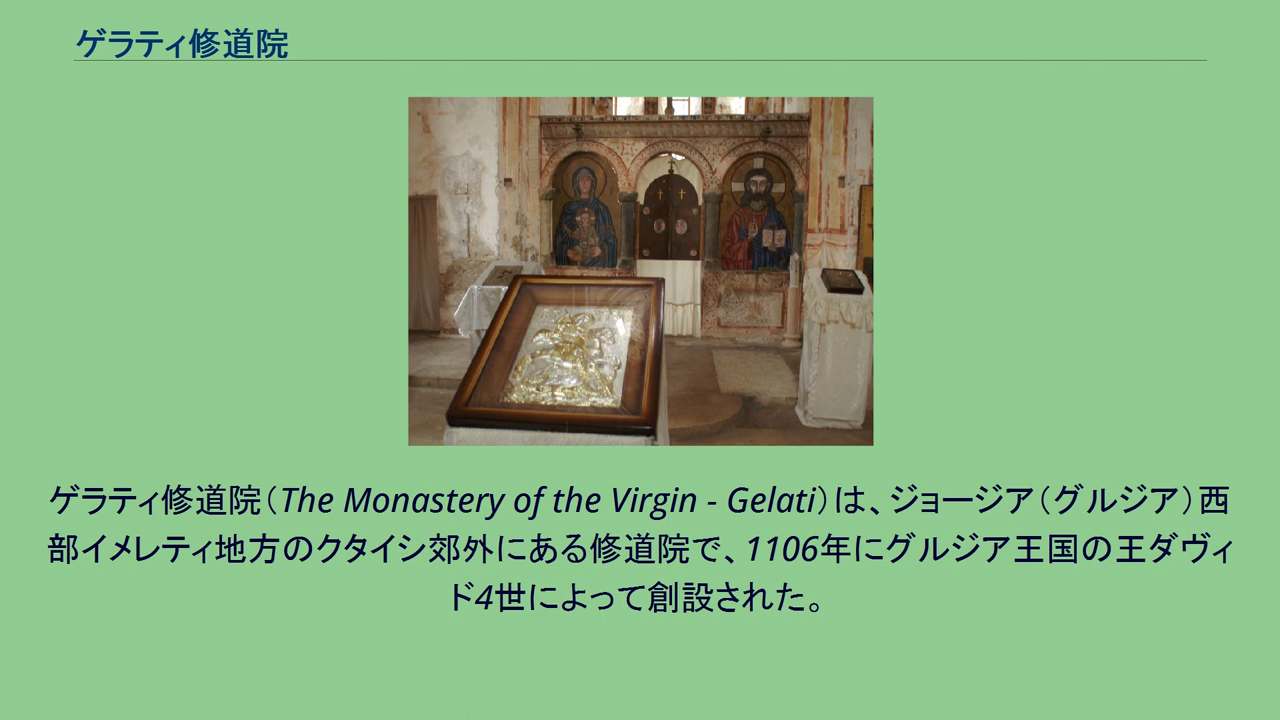 ゲラティ修道院
ゲラティ修道院（The Monastery of the Virgin - Gelati）は、ジョージア（グルジア）西
部イメレティ地方のクタイシ郊外にある修道院で、1106年にグルジア王国の王ダヴィ
ド4世によって創設された。